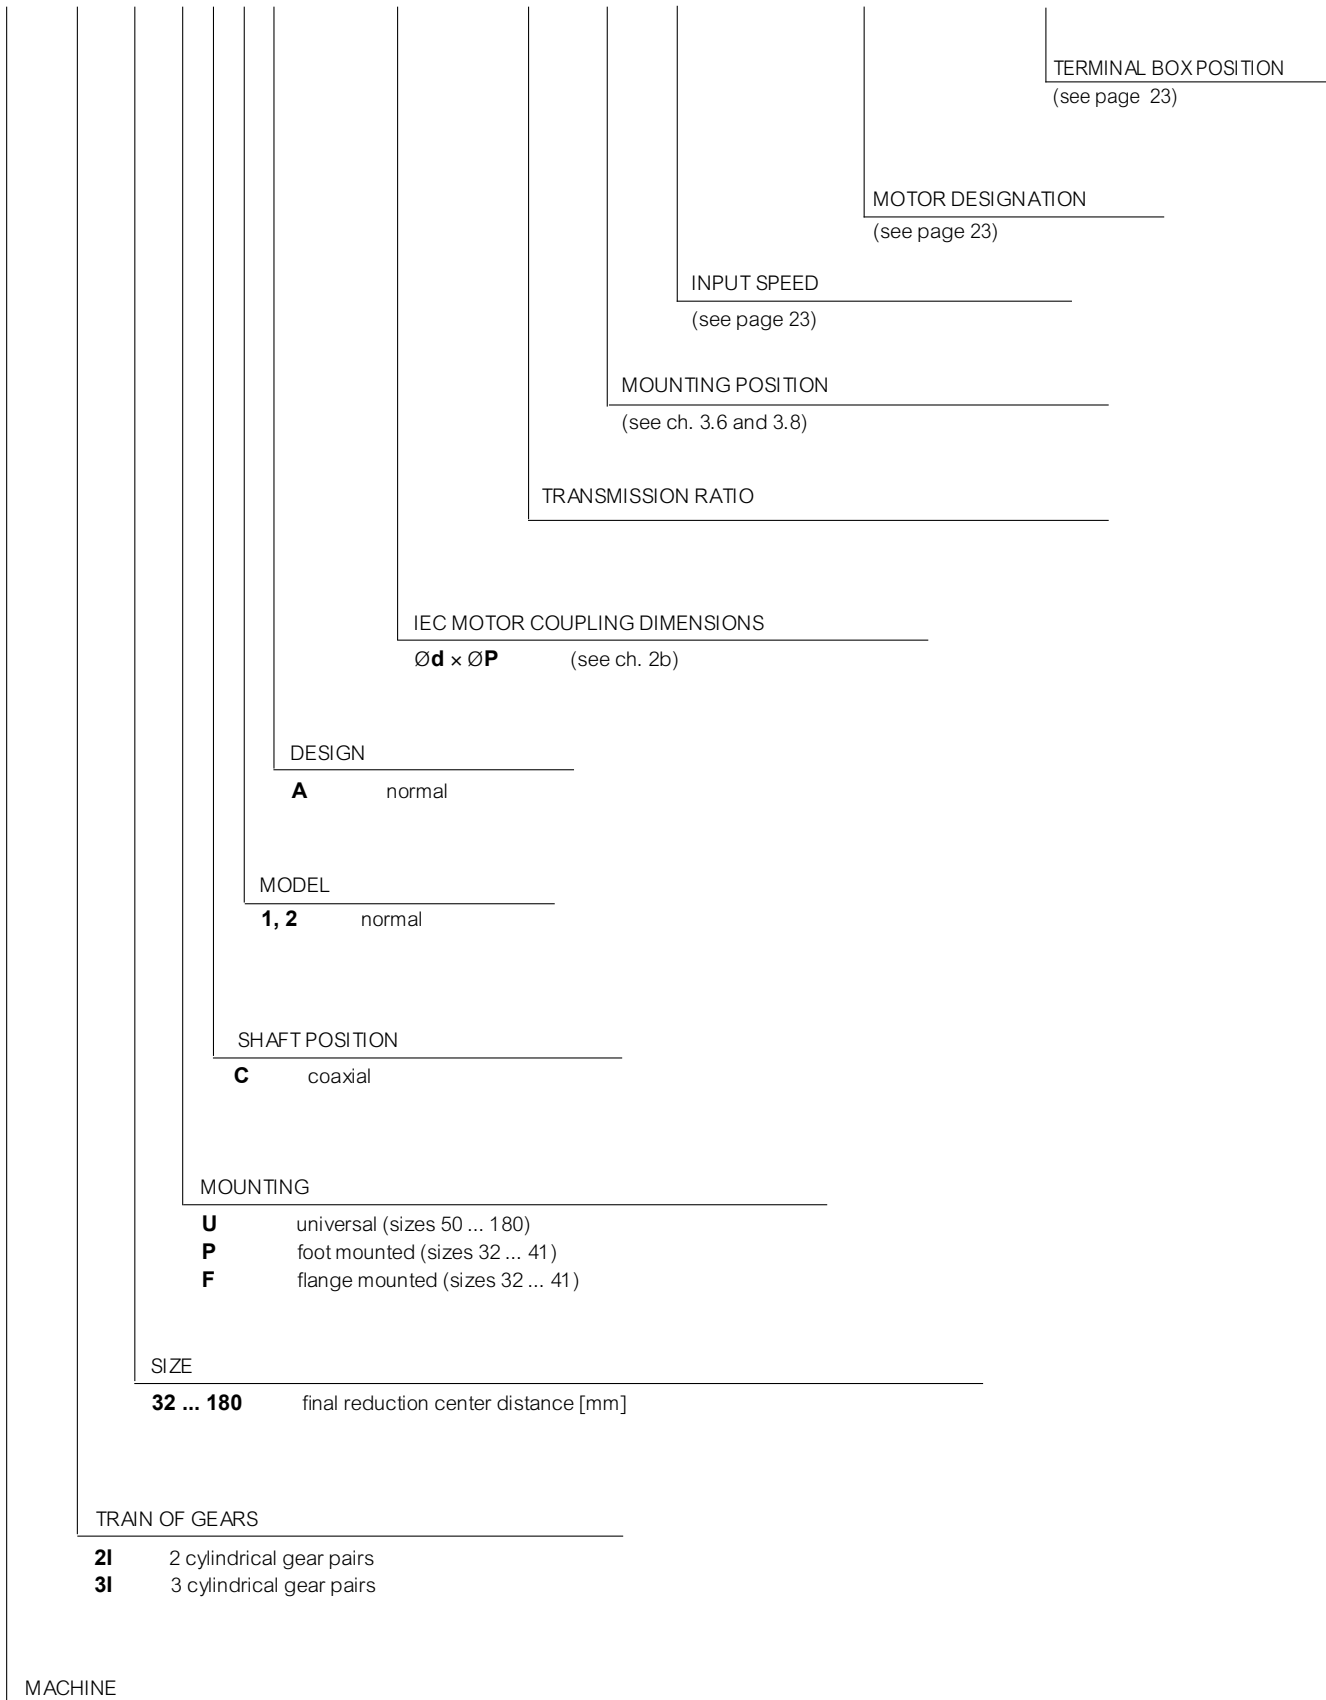 TERMINAL BOX POSITION
(see page 23)
MOTOR DESIGNATION
(see page 23)
INPUT SPEED
(see page 23)
MOUNTING POSITION
(see ch. 3.6 and 3.8)
TRANSMISSION RATIO
IEC MOTOR COUPLING DIMENSIONS
Ød × ØP (see ch. 2b)
DESIGN
A normal
MODEL
1, 2 normal
SHAFT POSITION
C coaxial
MOUNTING
U universal (sizes 50 ... 180)
P foot mounted (sizes 32 ... 41)
F flange mounted (sizes 32 ... 41)
SIZE
32 ... 180 final reduction center distance [mm]
TRAIN OF GEARS
2I 2 cylindrical gear pairs
3I 3 cylindrical gear pairs
MACHINE